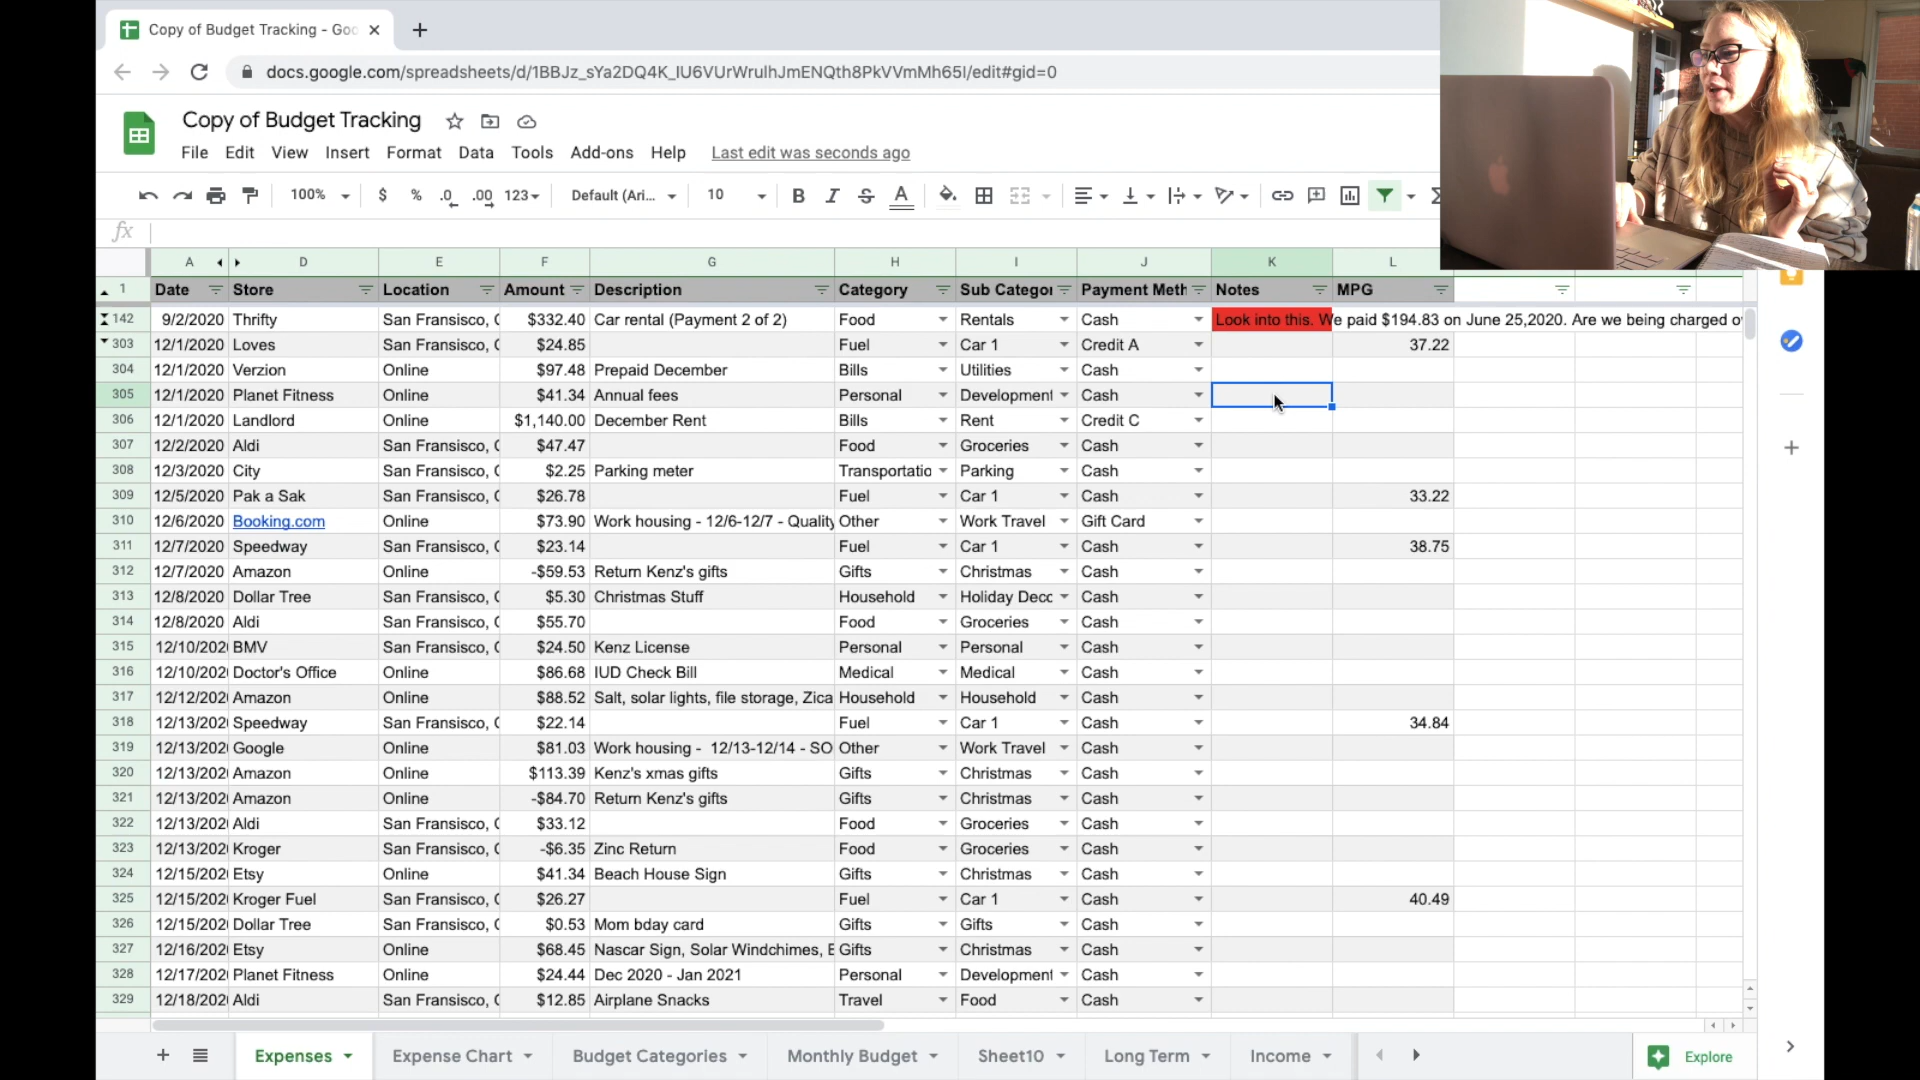 Copy of Budget Tracking - Goo
docs.google.com/spreadsheets/d/1BBJz_sYa2DQ4K_IU6VUrWrulhJmENQth8PkVVmMh65I/edit#gid=0
Copy of Budget Tracking
File Edit View Insert Format Data Tools Add-ons Help Last edit was seconds ago
100% $ % .0 .00 123 Default (Ari... 10 B I S A
fx
A D E F G H I J K L
1 Date Store Location Amount Description Category Sub Categor Payment Meth Notes MPG
142 9/2/2020 Thrifty San Fransisco, C $332.40 Car rental (Payment 2 of 2) Food Rentals Cash Look into this. We paid $194.83 on June 25,2020. Are we being charged o
303 12/1/2020 Loves San Fransisco, C $24.85 Fuel Car 1 Credit A 37.22
304 12/1/2020 Verzion Online $97.48 Prepaid December Bills Utilities Cash
305 12/1/2020 Planet Fitness Online $41.34 Annual fees Personal Development Cash
306 12/1/2020 Landlord Online $1,140.00 December Rent Bills Rent Credit C
307 12/2/2020 Aldi San Fransisco, C $47.47 Food Groceries Cash
308 12/3/2020 City San Fransisco, C $2.25 Parking meter Transportatio Parking Cash
309 12/5/2020 Pak a Sak San Fransisco, C $26.78 Fuel Car 1 Cash 33.22
310 12/6/2020 Booking.com Online $73.90 Work housing - 12/6-12/7 - Quality Other Work Travel Gift Card
311 12/7/2020 Speedway San Fransisco, C $23.14 Fuel Car 1 Cash 38.75
312 12/7/2020 Amazon Online -$59.53 Return Kenz's gifts Gifts Christmas Cash
313 12/8/2020 Dollar Tree San Fransisco, C $5.30 Christmas Stuff Household Holiday Decc Cash
314 12/8/2020 Aldi San Fransisco, C $55.70 Food Groceries Cash
315 12/10/202 BMV San Fransisco, C $24.50 Kenz License Personal Personal Cash
316 12/10/202 Doctor's Office Online $86.68 IUD Check Bill Medical Medical Cash
317 12/12/202 Amazon Online $88.52 Salt, solar lights, file storage, Zica Household Household Cash
318 12/13/202 Speedway San Fransisco, C $22.14 Fuel Car 1 Cash 34.84
319 12/13/202 Google Online $81.03 Work housing - 12/13-12/14 - SO Other Work Travel Cash
320 12/13/202 Amazon Online $113.39 Kenz's xmas gifts Gifts Christmas Cash
321 12/13/202 Amazon Online -$84.70 Return Kenz's gifts Gifts Christmas Cash
322 12/13/202 Aldi San Fransisco, C $33.12 Food Groceries Cash
323 12/13/202 Kroger San Fransisco, C -$6.35 Zinc Return Food Groceries Cash
324 12/15/202 Etsy Online $41.34 Beach House Sign Gifts Christmas Cash
325 12/15/202 Kroger Fuel San Fransisco, C $26.27 Fuel Car 1 Cash 40.49
326 12/15/202 Dollar Tree San Fransisco, C $0.53 Mom bday card Gifts Gifts Cash
327 12/16/202 Etsy Online $68.45 Nascar Sign, Solar Windchimes, E Gifts Christmas Cash
328 12/17/202 Planet Fitness Online $24.44 Dec 2020 - Jan 2021 Personal Development Cash
329 12/18/202 Aldi San Fransisco, C $12.85 Airplane Snacks Travel Food Cash
Expenses Expense Chart Budget Categories Monthly Budget Sheet10 Long Term Income Explore